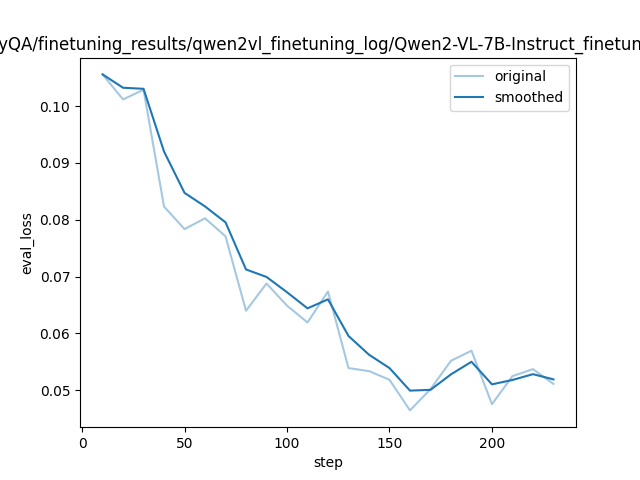 yQA/finetuning_results/qwen2vl_finetuning_log/Qwen2-VL-7B-Instruct_finetun
original
smoothed
0.10
0.09
0.08
0.07
0.06
0.05
eval_loss
0
50
100
150
200
step